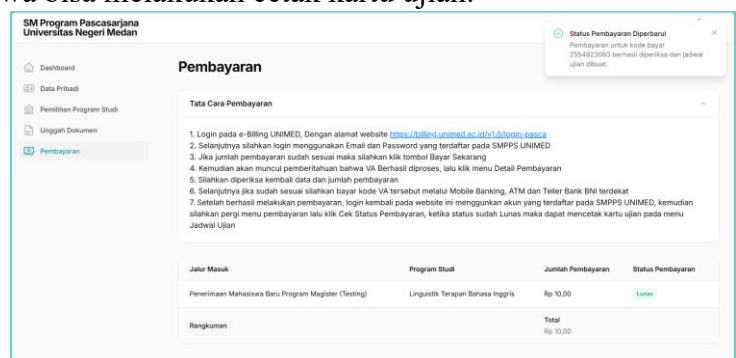 bisa melakukan cetak kartu ujian.
SM Program Pascasarjana
Universitas Negeri Medan
Status Pembayaran Diperbarui
Pembayaran untuk kode bayar
2554923093 berhasil diperiksa dan jadwal
ujian dibuat.
Dashboard
Data Pribadi
Pemilihan Program Studi
Unggah Dokumen
Pembayaran
Pembayaran
Tata Cara Pembayaran
1. Login pada e-Billing UNIMED, Dengan alamat website https://billing.unimed.ac.id/v1.0/login-pasca
2. Selanjutnya silahkan login menggunakan Email dan Password yang terdaftar pada SMPPS UNIMED
3. Jika jumlah pembayaran sudah sesuai maka silahkan klik tombol Bayar Sekarang
4. Kemudian akan muncul pemberitahuan bahwa VA Berhasil diproses, lalu klik menu Detail Pembayaran
5. Silahkan diperiksa kembali data dan jumlah pembayaran
6. Selanjutnya jika sudah sesuai silahkan bayar kode VA tersebut melalui Mobile Banking, ATM dan Teller Bank BNI terdekat
7. Setelah berhasil melakukan pembayaran, login kembali pada website ini menggunkan akun yang terdaftar pada SMPPS UNIMED, kemudian
silahkan pergi menu pembayaran lalu klik Cek Status Pembayaran, ketika status sudah Lunas maka dapat mencetak kartu ujian pada menu
Jadwal Ujian
Jalur Masuk Program Studi Jumlah Pembayaran Status Pembayaran
Penerimaan Mahasiswa Baru Program Magister (Testing) Linguistik Terapan Bahasa Inggris Rp 10,00 Lunas
Rangkuman Total
Rp 10,00